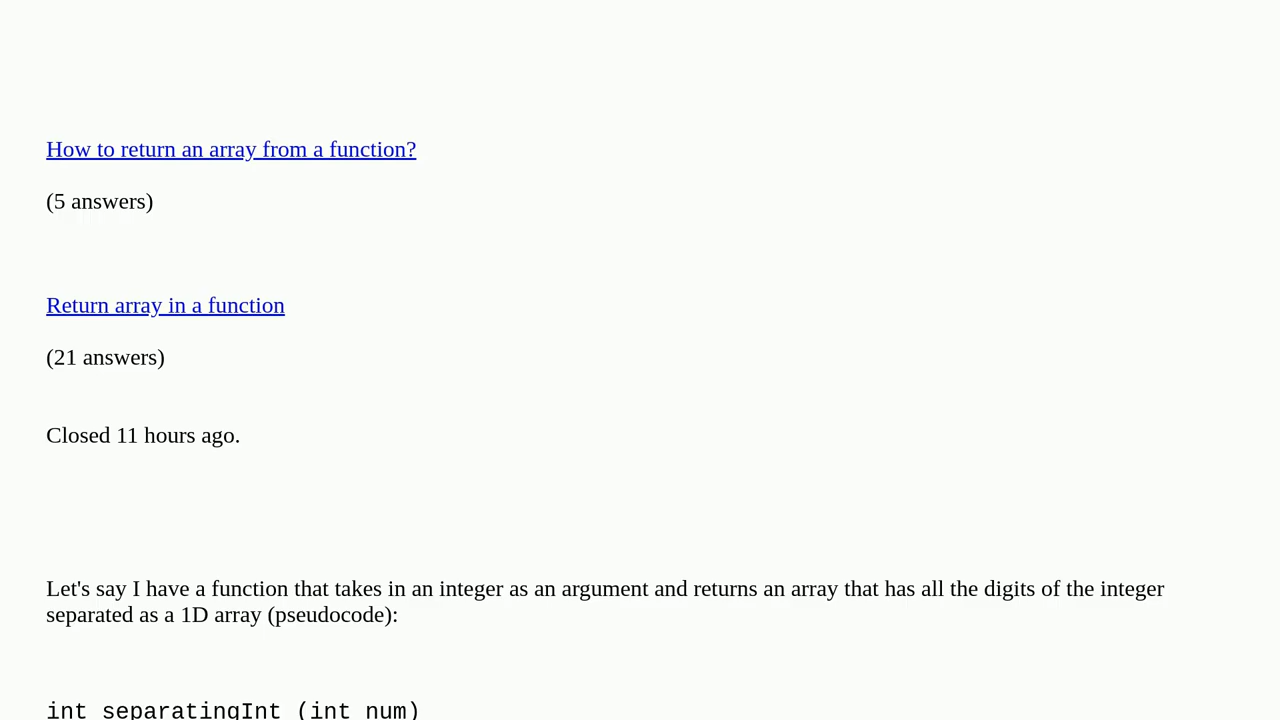 How to return an array from a function?
(5 answers)
Return array in a function
(21 answers)
Closed 11 hours ago.
Let's say I have a function that takes in an integer as an argument and returns an array that has all the digits of the integer
separated as a 1D array (pseudocode):
int separatingInt (int num)